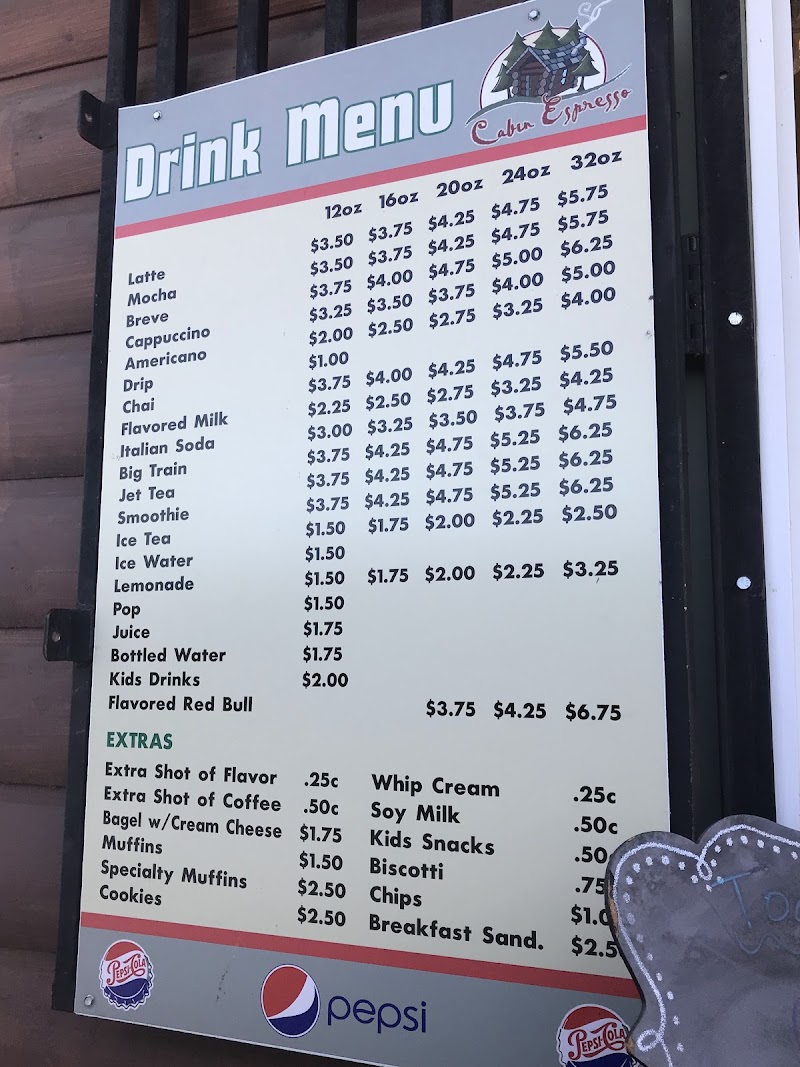 Drink Menu
Cabin Espresso
12oz 16oz 20oz 24oz 32oz
Latte $3.50 $3.75 $4.25 $4.75 $5.75
Mocha $3.50 $3.75 $4.25 $4.75 $5.75
Breve $3.75 $4.00 $4.75 $5.00 $6.25
Cappuccino $3.25 $3.50 $3.75 $4.00 $5.00
Americano $2.00 $2.50 $2.75 $3.25 $4.00
Drip $1.00
Chai $3.75 $4.00 $4.25 $4.75 $5.50
Flavored Milk $2.25 $2.50 $2.75 $3.25 $4.25
Italian Soda $3.00 $3.25 $3.50 $3.75 $4.75
Big Train $3.75 $4.25 $4.75 $5.25 $6.25
Jet Tea $3.75 $4.25 $4.75 $5.25 $6.25
Smoothie $3.75 $4.25 $4.75 $5.25 $6.25
Ice Tea $1.50 $1.75 $2.00 $2.25 $2.50
Ice Water $1.50
Lemonade $1.50 $1.75 $2.00 $2.25 $3.25
Pop $1.50
Juice $1.75
Bottled Water $1.75
Kids Drinks $2.00
Flavored Red Bull $3.75 $4.25 $6.75
EXTRAS
Extra Shot of Flavor .25c
Extra Shot of Coffee .50c
Bagel w/Cream Cheese $1.75
Muffins $1.50
Specialty Muffins $2.50
Cookies $2.50
Whip Cream .25c
Soy Milk .50c
Kids Snacks .50
Biscotti .75
Chips
Breakfast Sand.
PEPSI-COLA
pepsi
PEPSI-COLA